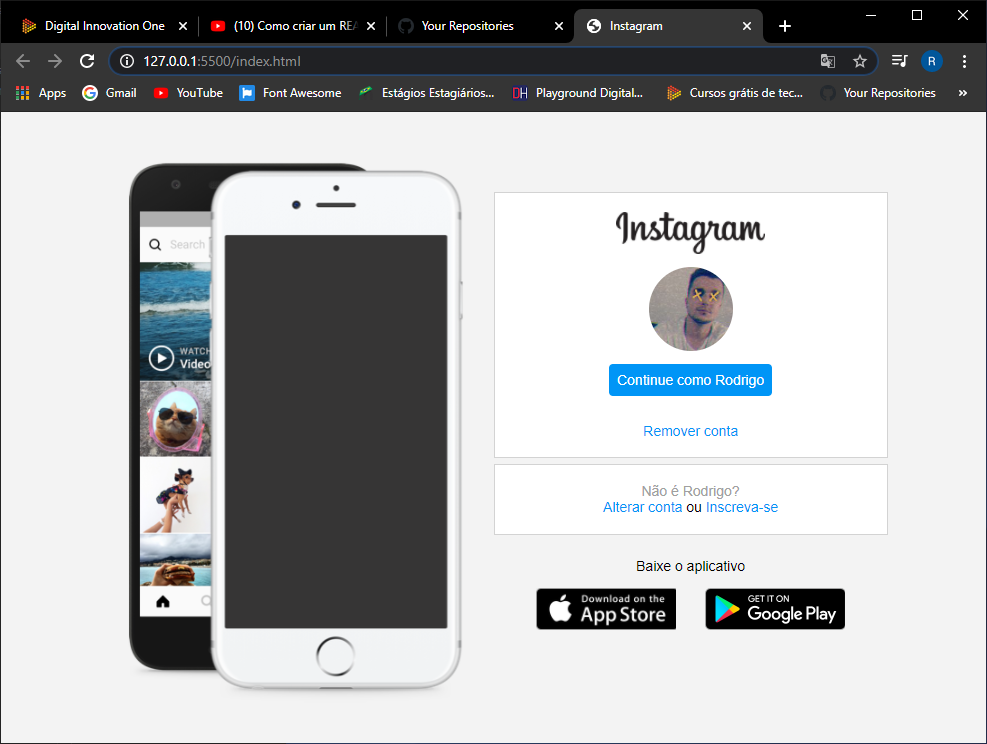 Digital Innovation One
(10) Como criar um REA
Your Repositories
Instagram
127.0.0.1:5500/index.html
R
Apps
Gmail
YouTube
Font Awesome
Estágios Estagiários...
DH
Playground Digital...
Cursos grátis de tec...
Your Repositories
»
Search
WATCH
Video
Instagram
Continue como Rodrigo
Remover conta
Não é Rodrigo?
Alterar conta ou Inscreva-se
Baixe o aplicativo
Download on the
App Store
GET IT ON
Google Play